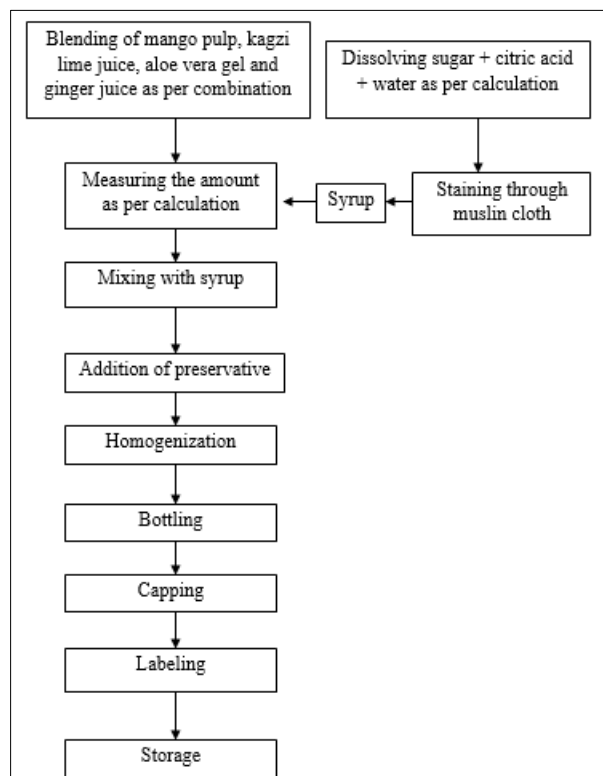 Blending of mango pulp, kagzi
lime juice, aloe vera gel and
ginger juice as per combination
Dissolving sugar + citric acid
+ water as per calculation
Measuring the amount
as per calculation
Syrup
Staining through
muslin cloth
Mixing with syrup
Addition of preservative
Homogenization
Bottling
Capping
Labeling
Storage